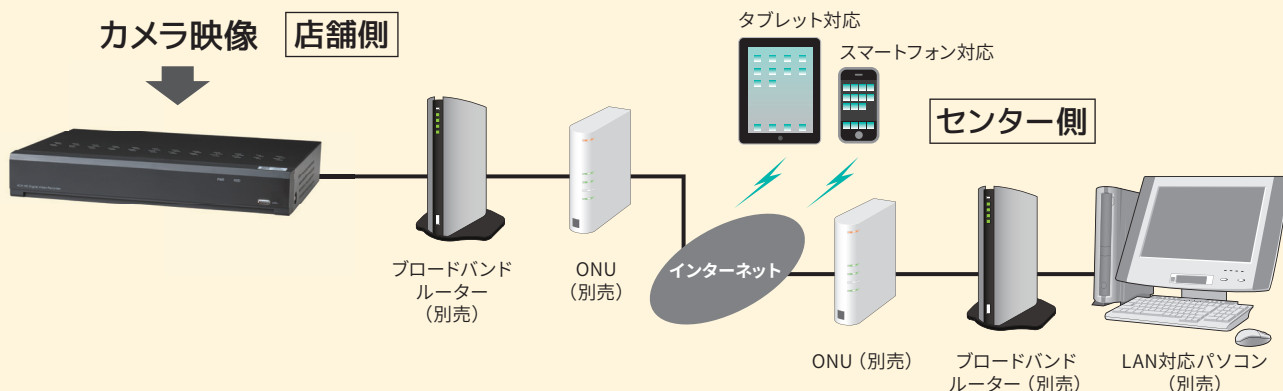 カメラ映像 店舗側
タブレット対応
スマートフォン対応
センター側
ブロードバンド
ルーター
（別売）
ONU
（別売）
インターネット
ONU（別売）
ブロードバンド
ルーター（別売）
LAN対応パソコン
（別売）